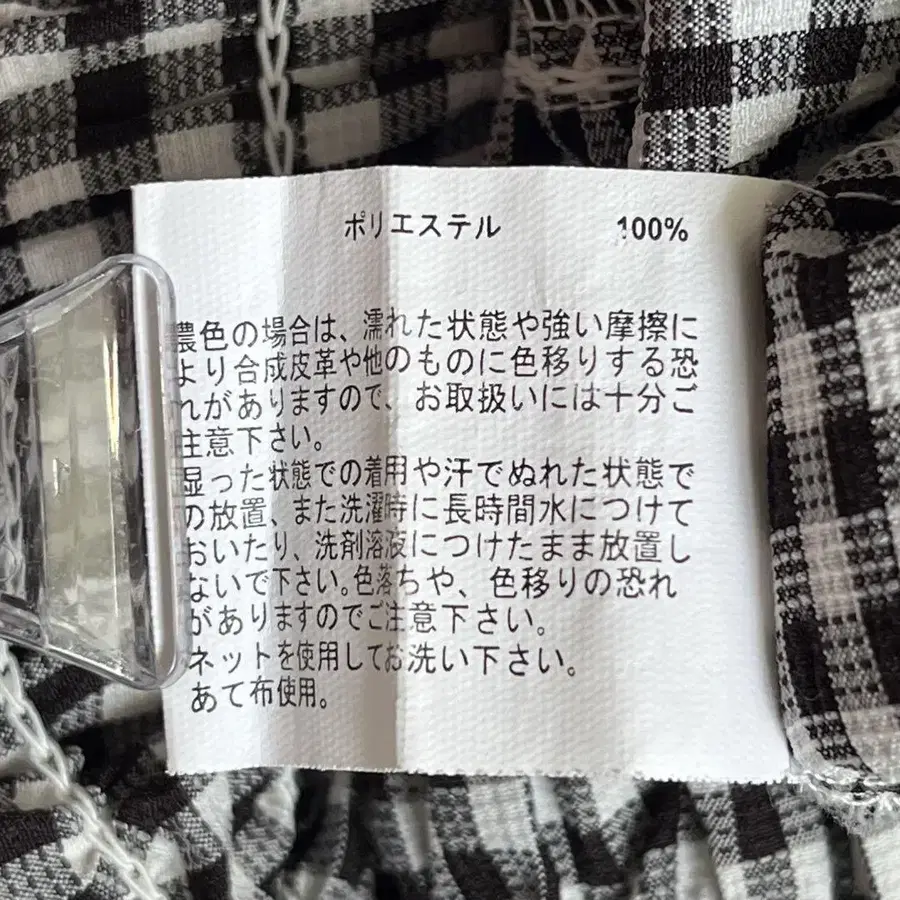 ポリエステル 100%
濃色の場合は、濡れた状態や強い摩擦に
より合成皮革や他のものに色移りする恐
れがありますので、お取扱いには十分ご
注意下さい。
湿った状態での着用や汗でぬれた状態で
の放置、また洗濯時に長時間水につけて
おいたり、洗剤溶液につけたまま放置し
ないで下さい。色落ちや、色移りの恐れ
がありますのでご注意下さい。
ネットを使用してお洗い下さい。
あて布使用。